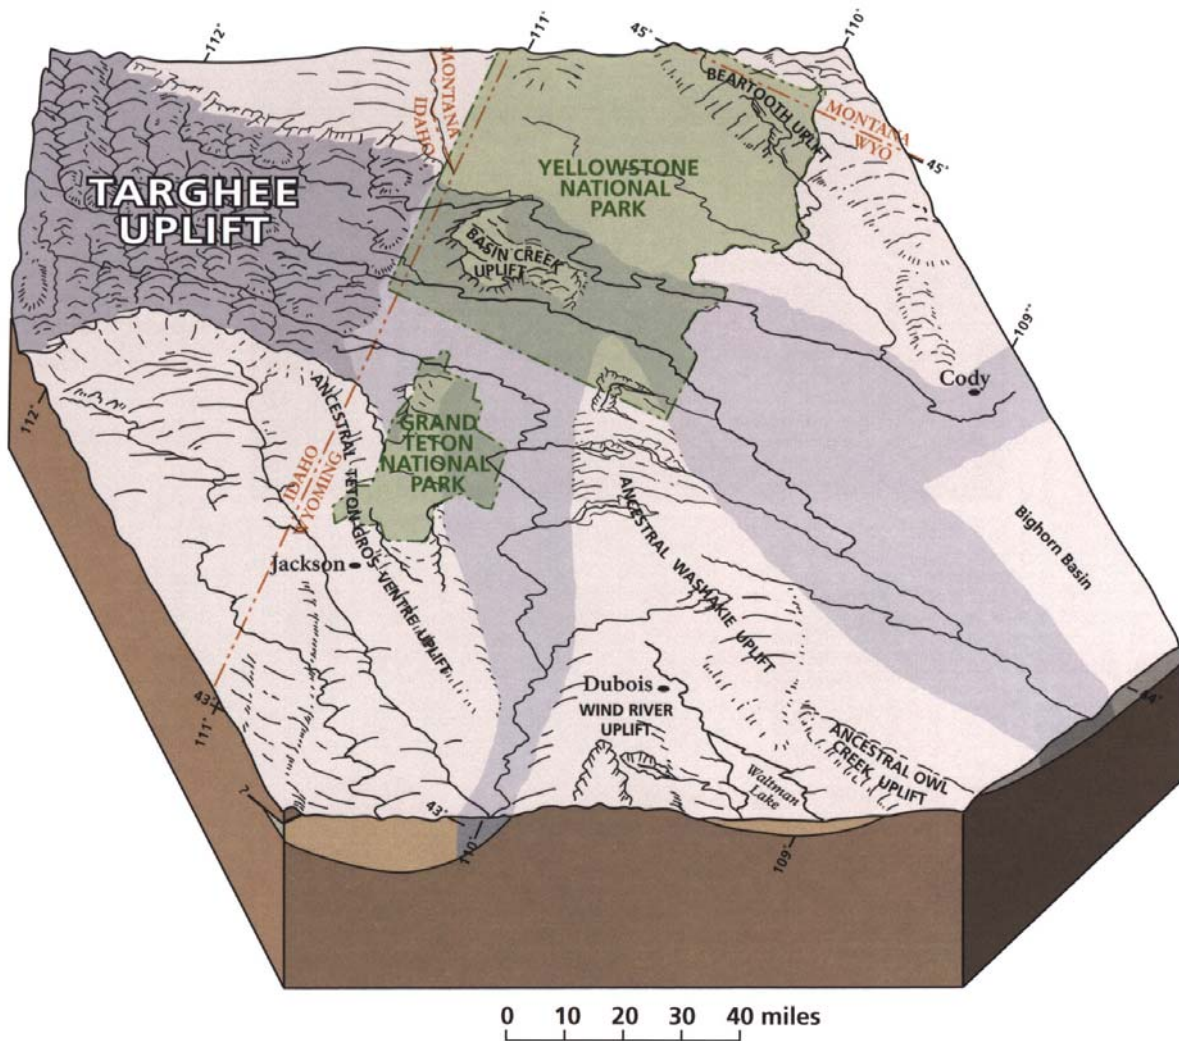 112°
111°
45°
110°
MONTANA
IDAHO
BEARTOOTH UPLIFT
MONTANA
WYO
45°
YELLOWSTONE
NATIONAL
PARK
TARGHEE
UPLIFT
BASIN CREEK
UPLIFT
109°°
Cody
112°
ANCESTRAL TETON-GROS VENTRE UPLIFT
GRAND
TETON
NATIONAL
PARK
IDAHO
WYOMING
ANCESTRAL WASHAKIE UPLIFT
Bighorn Basin
Jackson
Dubois
WIND RIVER
UPLIFT
44°
43°
111°
ANCESTRAL OWL
CREEK UPLIFT
Waltman
Lake
?
43°
110°
109°
0 10 20 30 40 miles